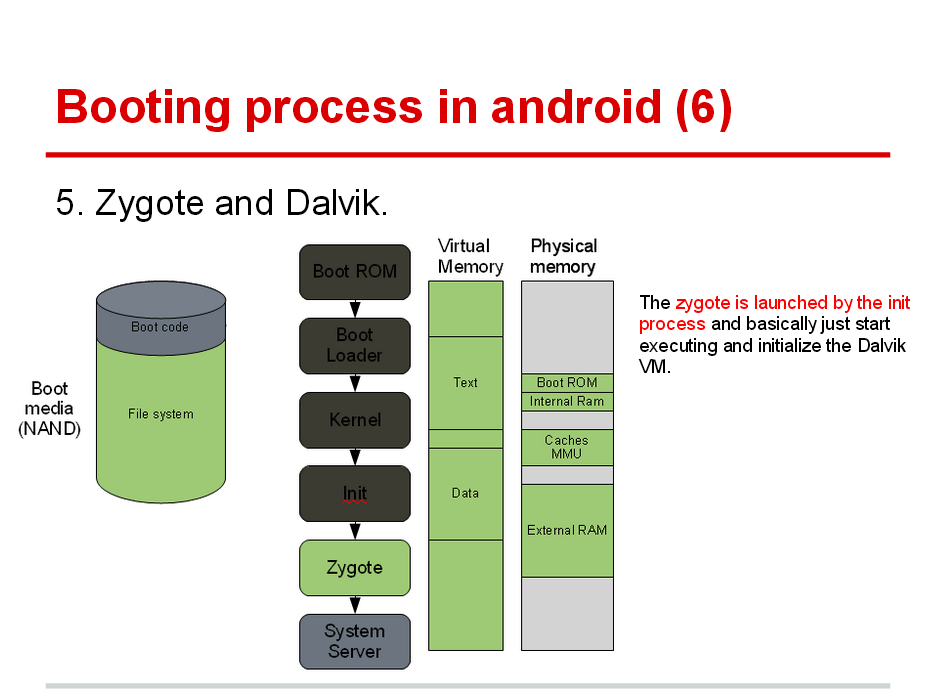 Booting process in android (6)
5. Zygote and Dalvik.
Boot media (NAND)
Boot code
File system
Boot ROM
Boot
Loader
Kernel
Init
Zygote
System
Server
Virtual
Memory
Text
Data
Physical
memory
Boot ROM
Internal Ram
Caches
MMU
External RAM
The zygote is launched by the init
process and basically just start
executing and initialize the Dalvik
VM.